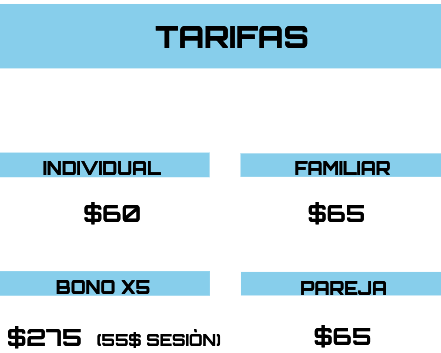 TARIFAS
INDIVIDUAL
$60
FAMILIAR
$65
BONO X5
$275 (55$ SESIÒN)
PAREJA
$65